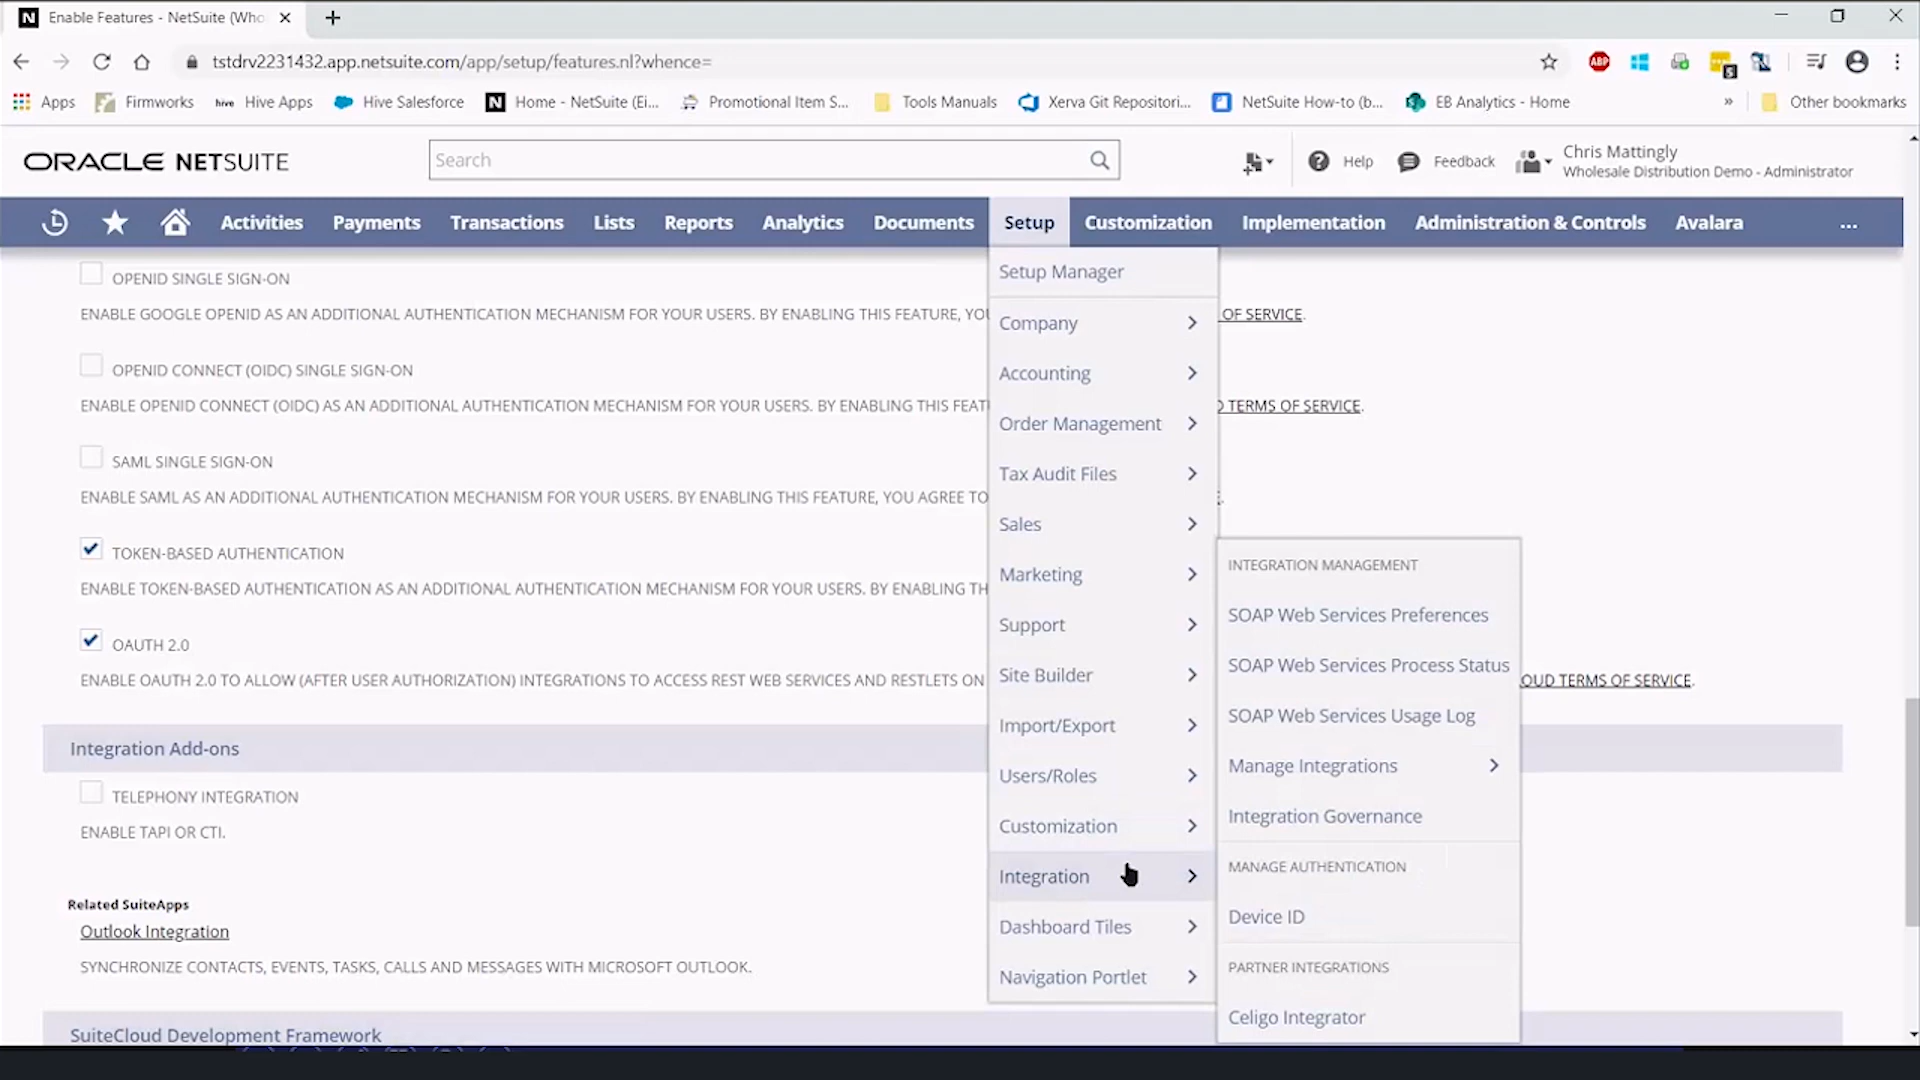 Enable Features - NetSuite (Who
tstdrv2231432.app.netsuite.com/app/setup/features.nl?whence=
ABP
Apps
Firmworks
hive Hive Apps
Hive Salesforce
Home - NetSuite (Ei...
Promotional Item S...
Tools Manuals
Xerva Git Repositori...
NetSuite How-to (b...
EB Analytics - Home
»
Other bookmarks
ORACLE NETSUITE
Search
Help
Feedback
Chris Mattingly
Wholesale Distribution Demo - Administrator
Activities
Payments
Transactions
Lists
Reports
Analytics
Documents
Setup
Customization
Implementation
Administration & Controls
Avalara
...
OPENID SINGLE SIGN-ON
ENABLE GOOGLE OPENID AS AN ADDITIONAL AUTHENTICATION MECHANISM FOR YOUR USERS. BY ENABLING THIS FEATURE, YOU
OF SERVICE.
OPENID CONNECT (OIDC) SINGLE SIGN-ON
ENABLE OPENID CONNECT (OIDC) AS AN ADDITIONAL AUTHENTICATION MECHANISM FOR YOUR USERS. BY ENABLING THIS FEAT
D TERMS OF SERVICE.
SAML SINGLE SIGN-ON
ENABLE SAML AS AN ADDITIONAL AUTHENTICATION MECHANISM FOR YOUR USERS. BY ENABLING THIS FEATURE, YOU AGREE TO
E.
TOKEN-BASED AUTHENTICATION
ENABLE TOKEN-BASED AUTHENTICATION AS AN ADDITIONAL AUTHENTICATION MECHANISM FOR YOUR USERS. BY ENABLING TH
OAUTH 2.0
ENABLE OAUTH 2.0 TO ALLOW (AFTER USER AUTHORIZATION) INTEGRATIONS TO ACCESS REST WEB SERVICES AND RESTLETS ON
OUD TERMS OF SERVICE.
Integration Add-ons
TELEPHONY INTEGRATION
ENABLE TAPI OR CTI.
Related SuiteApps
Outlook Integration
SYNCHRONIZE CONTACTS, EVENTS, TASKS, CALLS AND MESSAGES WITH MICROSOFT OUTLOOK.
SuiteCloud Development Framework
Setup Manager
Company
Accounting
Order Management
Tax Audit Files
Sales
Marketing
Support
Site Builder
Import/Export
Users/Roles
Customization
Integration
Dashboard Tiles
Navigation Portlet
INTEGRATION MANAGEMENT
SOAP Web Services Preferences
SOAP Web Services Process Status
SOAP Web Services Usage Log
Manage Integrations
Integration Governance
MANAGE AUTHENTICATION
Device ID
PARTNER INTEGRATIONS
Celigo Integrator